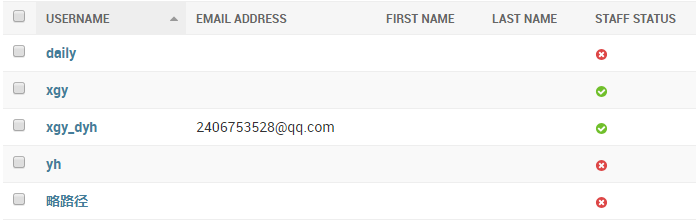 USERNAME EMAIL ADDRESS FIRST NAME LAST NAME STAFF STATUS
daily
xgy
xgy_dyh 2406753528@qq.com
yh
略路径